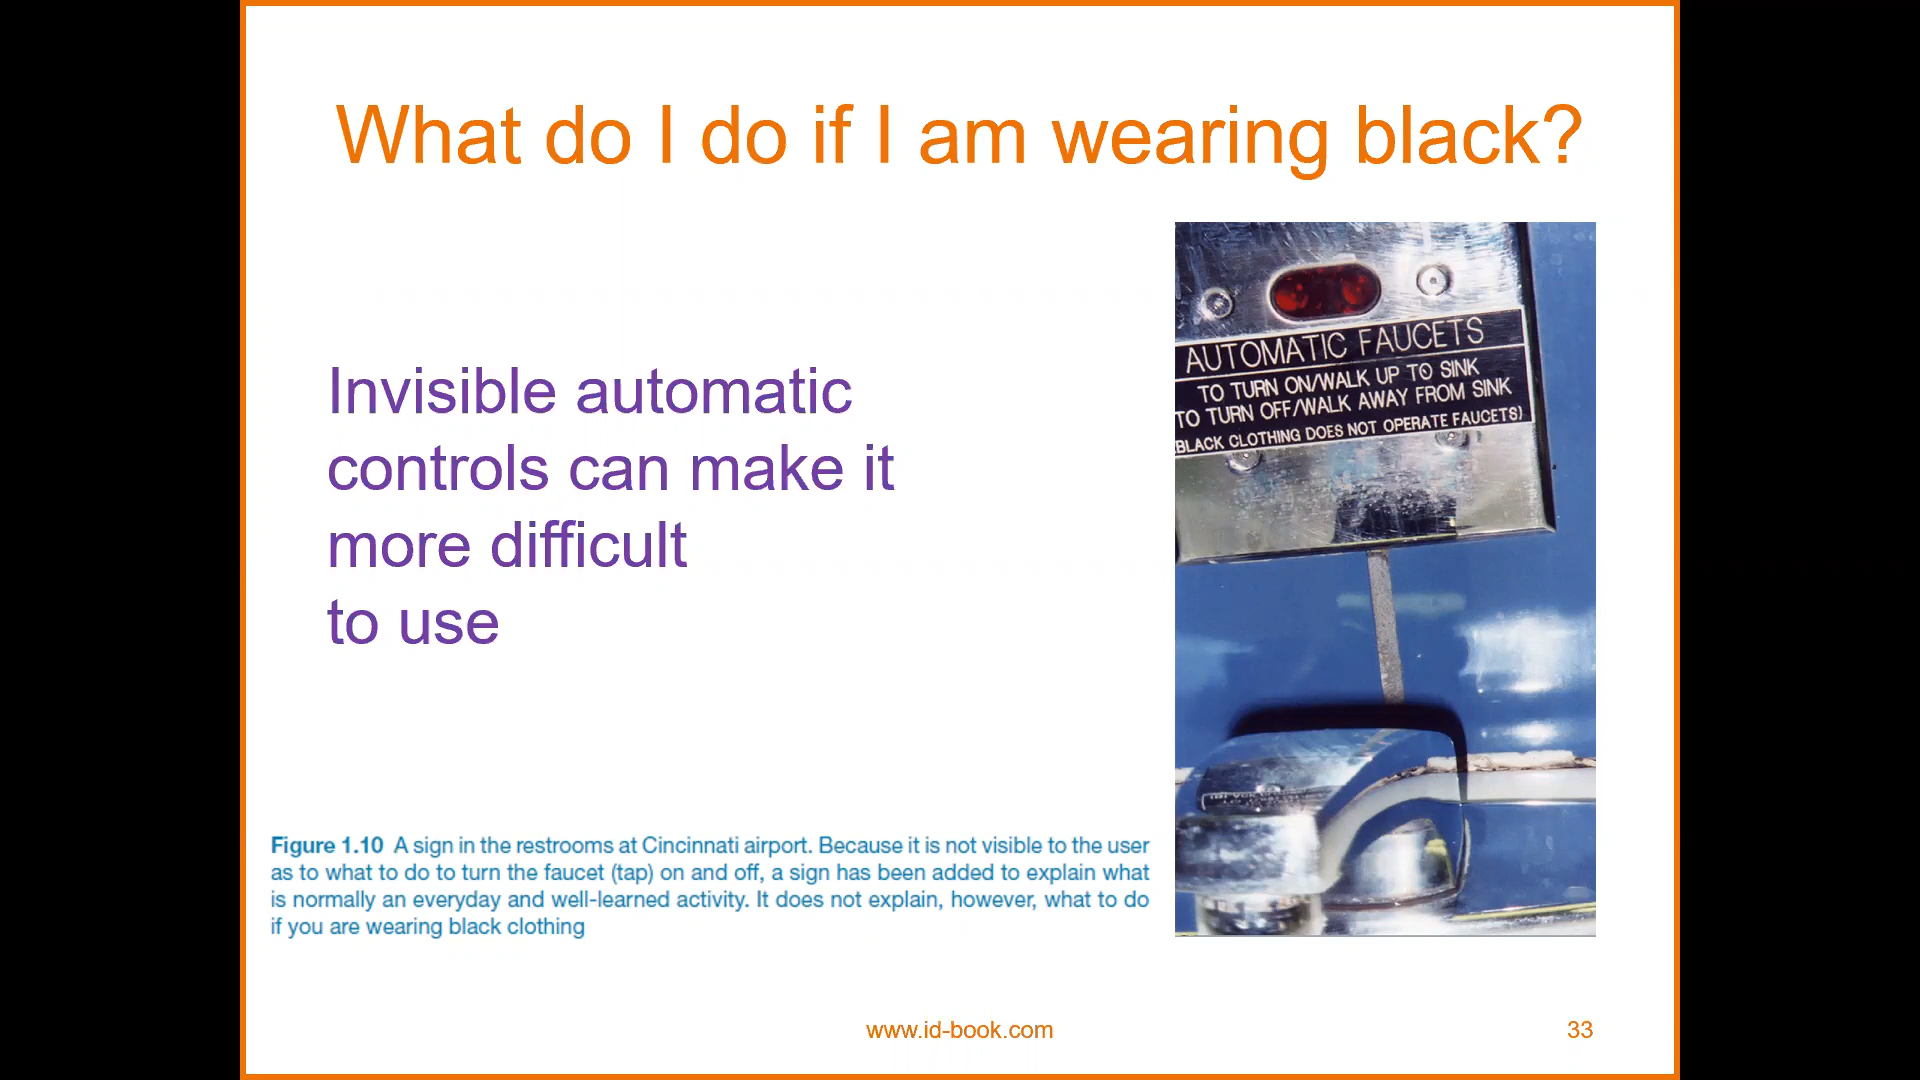 What do I do if I am wearing black?
Invisible automatic
controls can make it
more difficult
to use
AUTOMATIC FAUCETS
TO TURN ON/WALK UP TO SINK
TO TURN OFF/WALK AWAY FROM SINK
(BLACK CLOTHING DOES NOT OPERATE FAUCETS)
Figure 1.10 A sign in the restrooms at Cincinnati airport. Because it is not visible to the user
as to what to do to turn the faucet (tap) on and off, a sign has been added to explain what
is normally an everyday and well-learned activity. It does not explain, however, what to do
if you are wearing black clothing
www.id-book.com
33